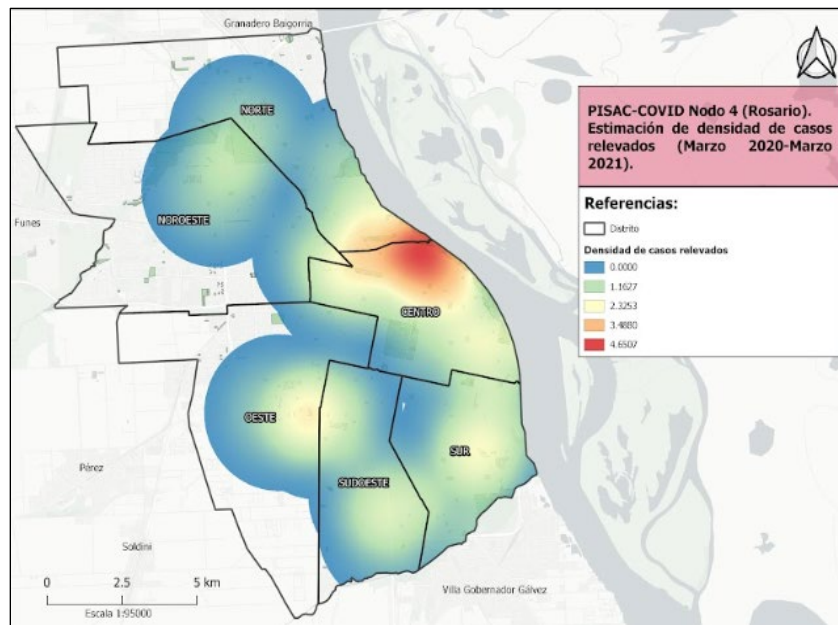 Granadero Baigorria
NORTE
NOROESTE
Funes
CENTRO
OESTE
SUR
SUDOESTE
Pérez
Soldini
Villa Gobernador Gálvez
0 2.5 5 km
Escala 1:95000
PISAC-COVID Nodo 4 (Rosario).
Estimación de densidad de casos
relevados (Marzo 2020-Marzo
2021).
Referencias:
Distrito
Densidad de casos relevados
0.0000
1.1627
2.3253
3.4880
4.6507